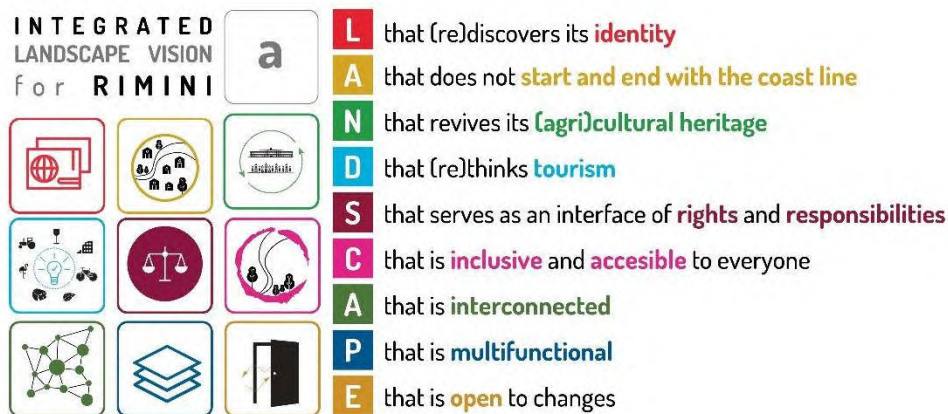 INTEGRATED
LANDSCAPE VISION
for RIMINI
a
L that (re)discovers its identity
A that does not start and end with the coast line
N that revives its (agri)cultural heritage
D that (re)thinks tourism
S that serves as an interface of rights and responsibilities
C that is inclusive and accesible to everyone
A that is interconnected
P that is multifunctional
E that is open to changes